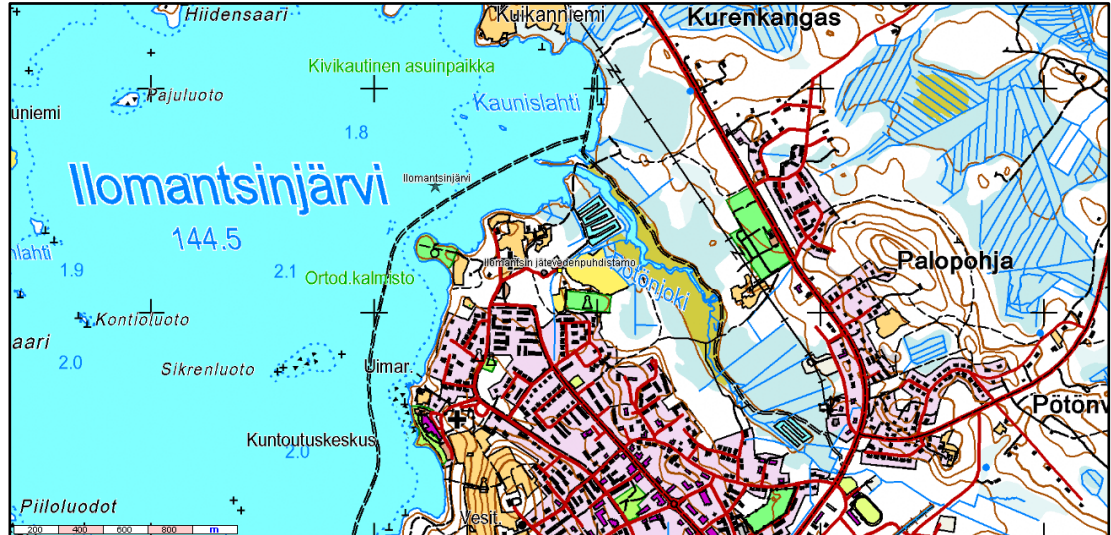 Hiidensaari
Kuikanniemi
Kurenkangas
Kivikautinen asuinpaikka
Pajuluoto
Kaunislahti
uniemi
1.8
Ilomantsinjärvi
Ilomantsinjärvi
144.5
nlahti
1.9
2.1
Ortod.kalmisto
Ilomantsin jätevedenpuhdistamo
Palopohja
Kontioluoto
aari
2.0
Sikrenluoto
Uimar.
Pötönv
Kuntoutuskeskus
2.0
Piiloluodot
Vesit.
200 400 600 800 m